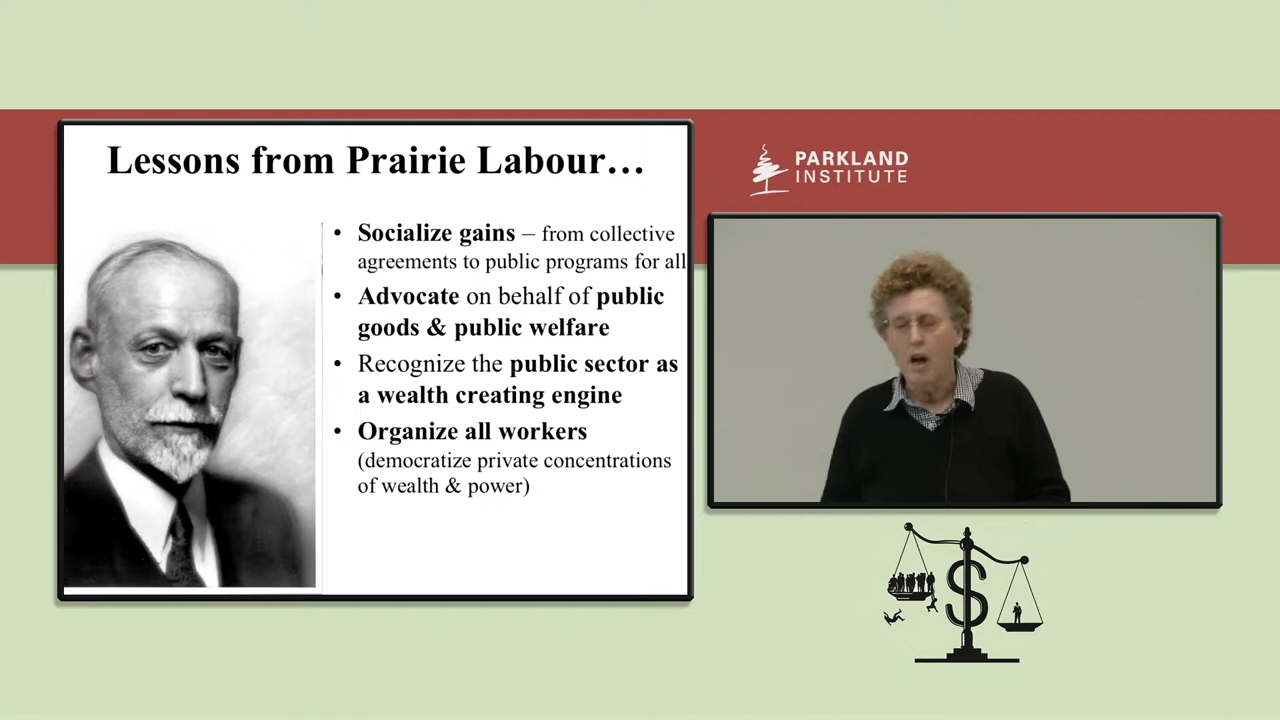 Lessons from Prairie Labour…
• Socialize gains – from collective
agreements to public programs for all
• Advocate on behalf of public
goods & public welfare
• Recognize the public sector as
a wealth creating engine
• Organize all workers
(democratize private concentrations
of wealth & power)
PARKLAND
INSTITUTE
$